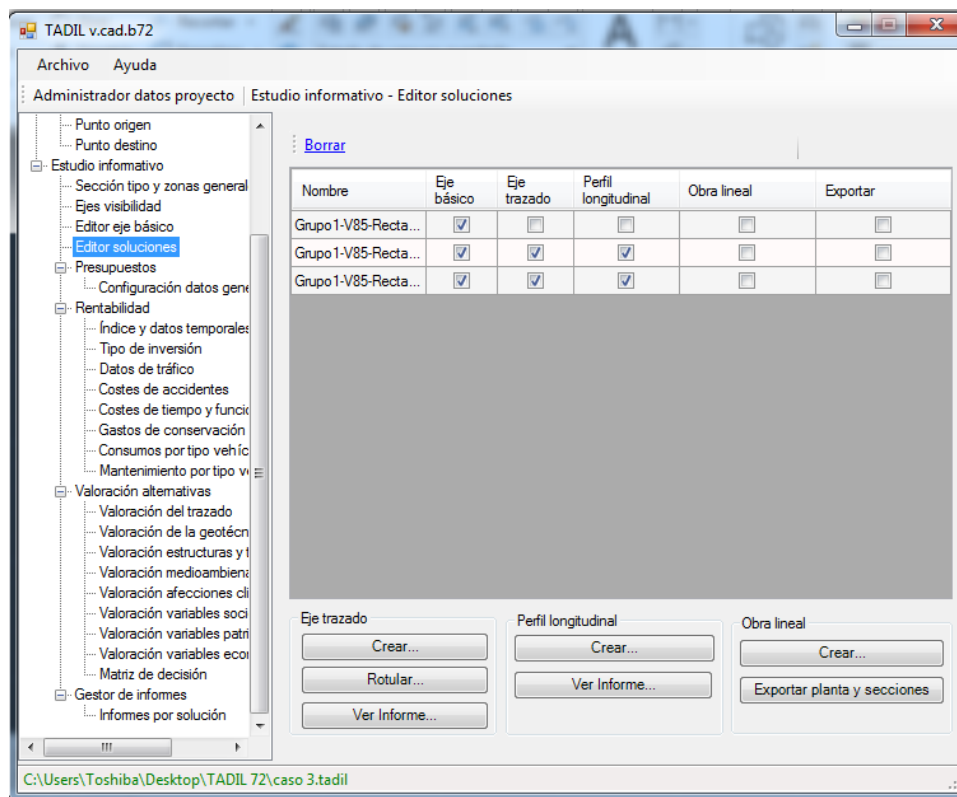 TADIL v.cad.b72
Archivo Ayuda
Administrador datos proyecto Estudio informativo - Editor soluciones
Punto origen
Punto destino
Estudio informativo
Sección tipo y zonas general
Ejes visibilidad
Editor eje básico
Editor soluciones
Presupuestos
Configuración datos gene
Rentabilidad
Índice y datos temporales
Tipo de inversión
Datos de tráfico
Costes de accidentes
Costes de tiempo y funcio
Gastos de conservación
Consumos por tipo vehíc
Mantenimiento por tipo v
Valoración alternativas
Valoración del trazado
Valoración de la geotécn
Valoración estructuras y t
Valoración medioambiena
Valoración afecciones cli
Valoración variables soci
Valoración variables patri
Valoración variables econ
Matriz de decisión
Gestor de informes
Informes por solución
Borrar
Nombre Eje básico Eje trazado Perfil longitudinal Obra lineal Exportar
Grupo1-V85-Recta...
Grupo1-V85-Recta...
Grupo1-V85-Recta...
Eje trazado
Crear...
Rotular...
Ver Informe...
Perfil longitudinal
Crear...
Ver Informe...
Obra lineal
Crear...
Exportar planta y secciones
C:\Users\Toshiba\Desktop\TADIL 72\caso 3.tadil